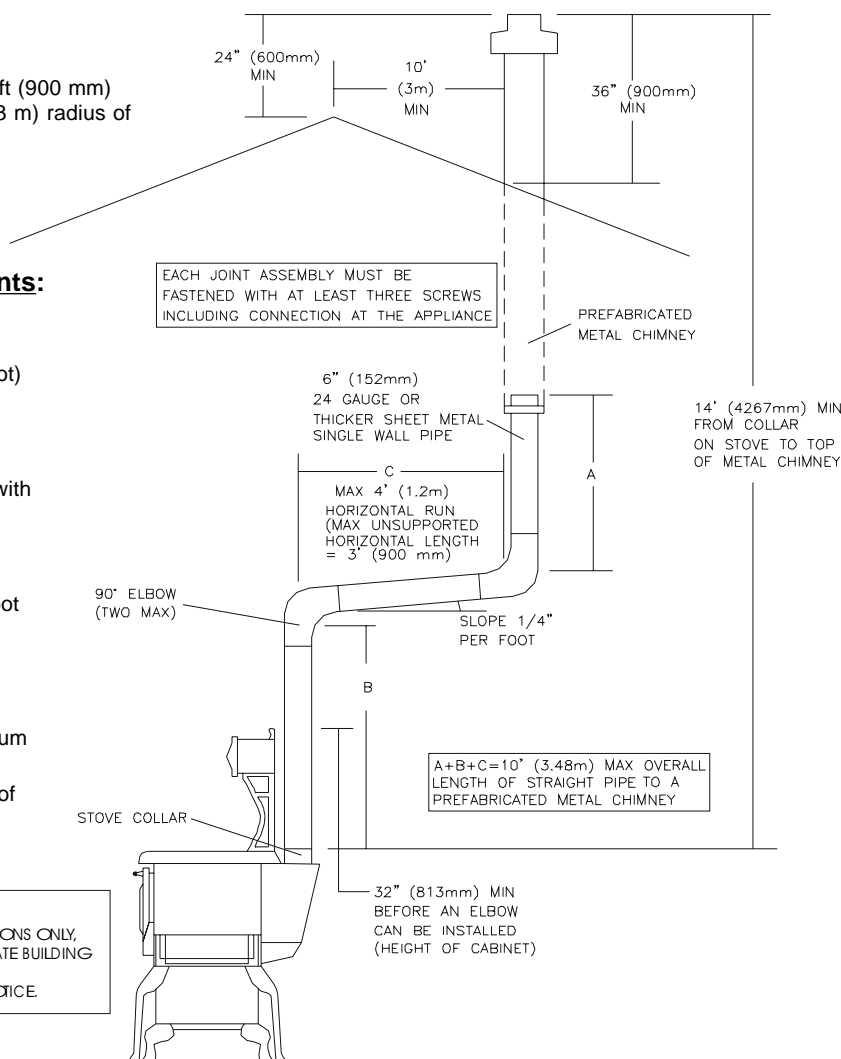 24" (600mm)
MIN
10'
(3m)
MIN
36" (900mm)
MIN
ft (900 mm)
m) radius of
nts:
EACH JOINT ASSEMBLY MUST BE
FASTENED WITH AT LEAST THREE SCREWS
INCLUDING CONNECTION AT THE APPLIANCE
PREFABRICATED
METAL CHIMNEY
ot)
6" (152mm)
24 GAUGE OR
THICKER SHEET METAL
SINGLE WALL PIPE
14' (4267mm) MIN
FROM COLLAR
ON STOVE TO TOP
OF METAL CHIMNEY
A
C
with
MAX 4' (1.2m)
HORIZONTAL RUN
(MAX UNSUPPORTED
HORIZONTAL LENGTH
= 3' (900 mm)
90° ELBOW
(TWO MAX)
oot
SLOPE 1/4"
PER FOOT
B
um
of
A+B+C=10' (3.48m) MAX OVERALL
LENGTH OF STRAIGHT PIPE TO A
PREFABRICATED METAL CHIMNEY
STOVE COLLAR
32" (813mm) MIN
BEFORE AN ELBOW
CAN BE INSTALLED
(HEIGHT OF CABINET)
ONS ONLY,
ATE BUILDING
OTICE.